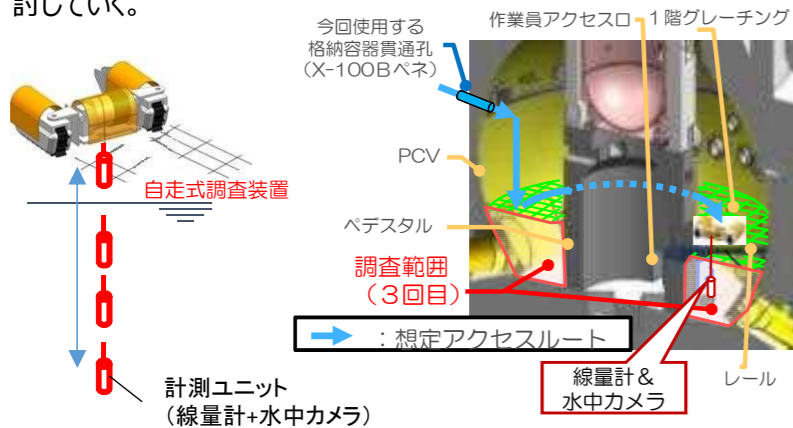 討していく。
今回使用する
格納容器貫通孔
（X-100Bペネ）
作業員アクセス口
1階グレーチング
PCV
自走式調査装置
ペデスタル
調査範囲
（3回目）
：想定アクセスルート
線量計＆
水中カメラ
レール
計測ユニット
（線量計+水中カメラ）